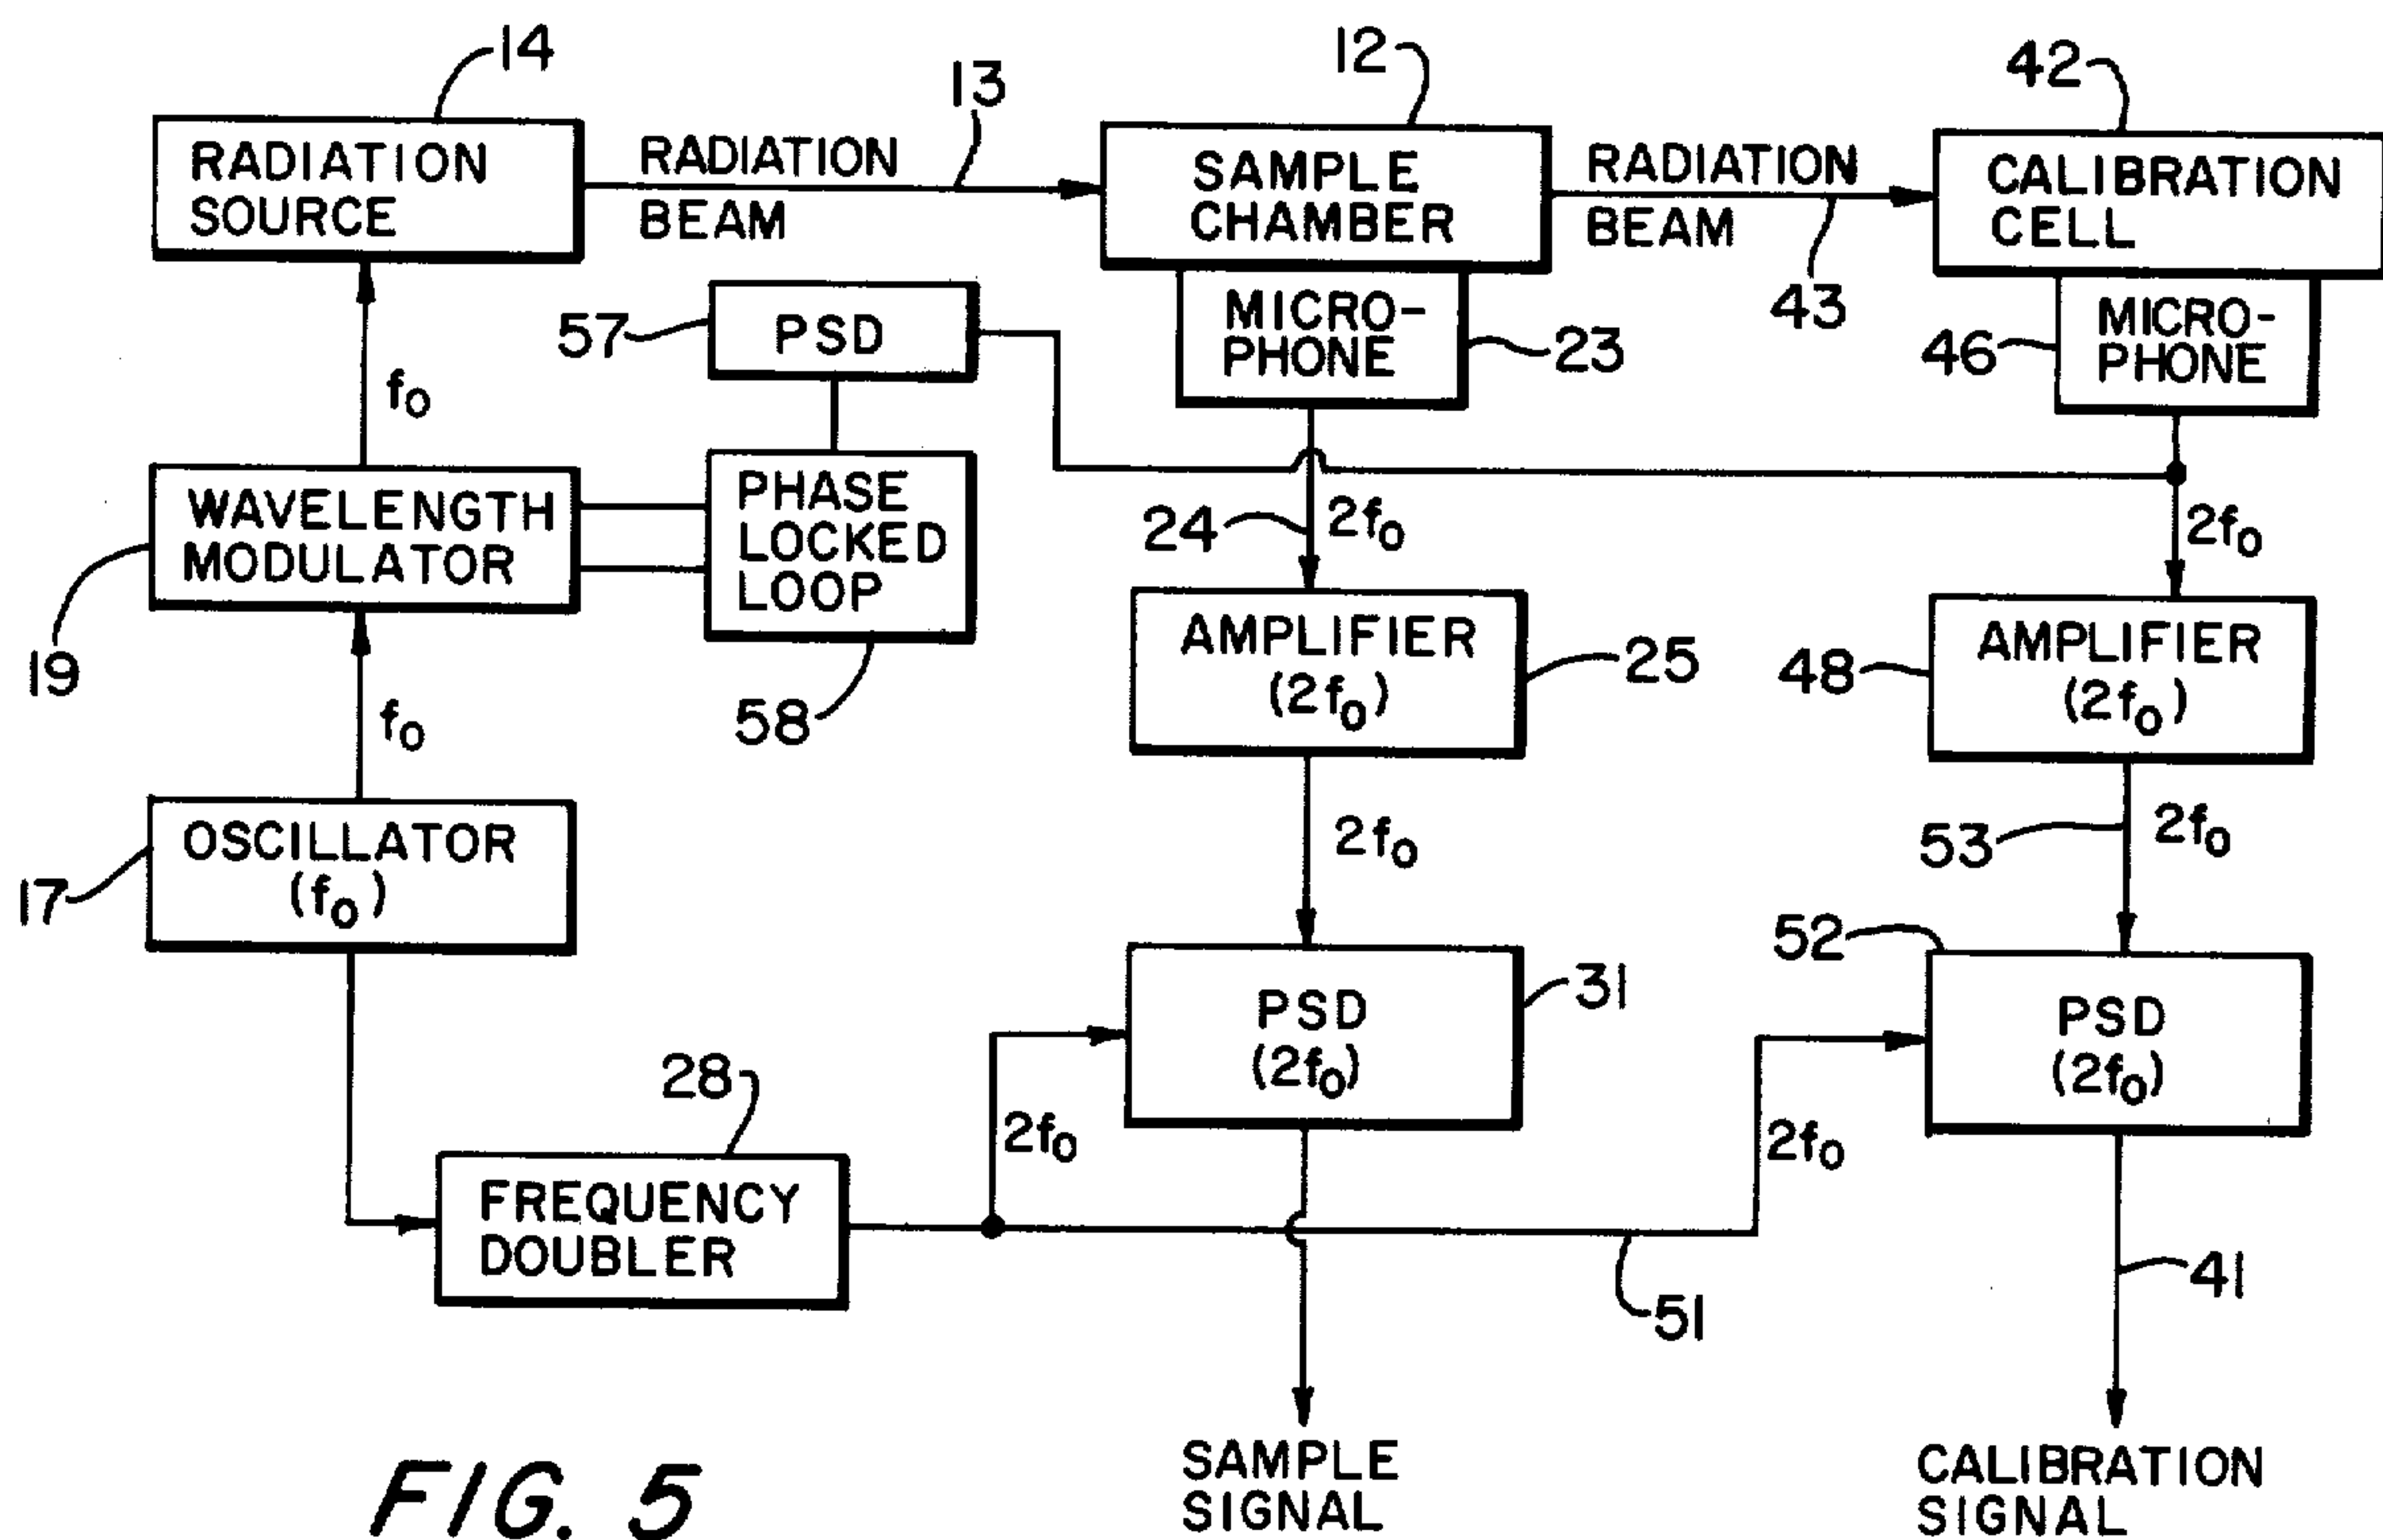 14
13
12
42
RADIATION
SOURCE
RADIATION
BEAM
SAMPLE
CHAMBER
RADIATION
BEAM
CALIBRATION
CELL
43
57
PSD
MICRO-
PHONE
23
46
MICRO-
PHONE
f₀
WAVELENGTH
MODULATOR
PHASE
LOCKED
LOOP
24
2f₀
2f₀
19
58
AMPLIFIER
(2f₀)
25
48
AMPLIFIER
(2f₀)
f₀
17
OSCILLATOR
(f₀)
2f₀
53
2f₀
52
PSD
(2f₀)
31
PSD
(2f₀)
28
2f₀
2f₀
FREQUENCY
DOUBLER
51
41
SAMPLE
SIGNAL
CALIBRATION
SIGNAL
FIG. 5